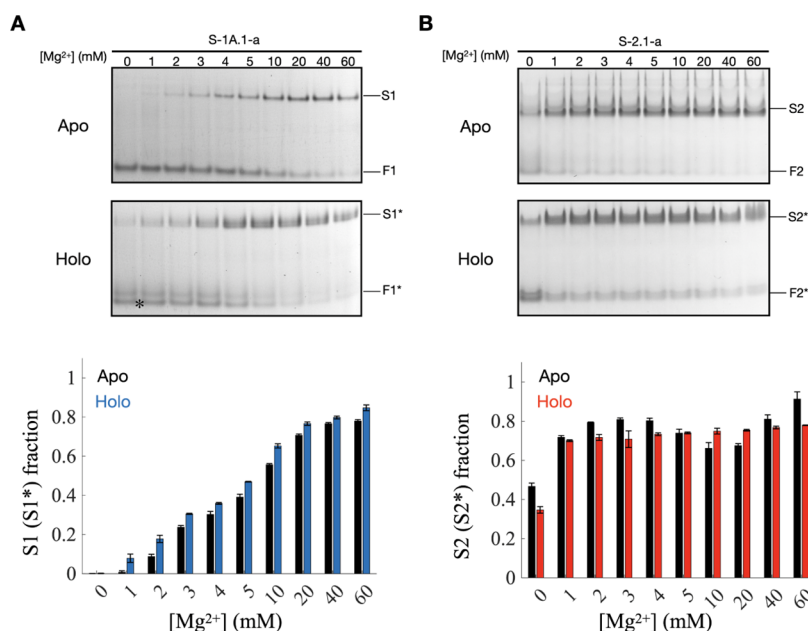 A
S-1A.1-a
[Mg²⁺] (mM) 0 1 2 3 4 5 10 20 40 60
Apo
S1
F1
Holo
S1*
F1*
*
1
0.8
0.6
0.4
0.2
0
S1 (S1*) fraction
Apo
Holo
0 1 2 3 4 5 10 20 40 60
[Mg²⁺] (mM)
B
S-2.1-a
[Mg²⁺] (mM) 0 1 2 3 4 5 10 20 40 60
Apo
S2
F2
Holo
S2*
F2*
1
0.8
0.6
0.4
0.2
0
S2 (S2*) fraction
Apo
Holo
0 1 2 3 4 5 10 20 40 60
[Mg²⁺] (mM)